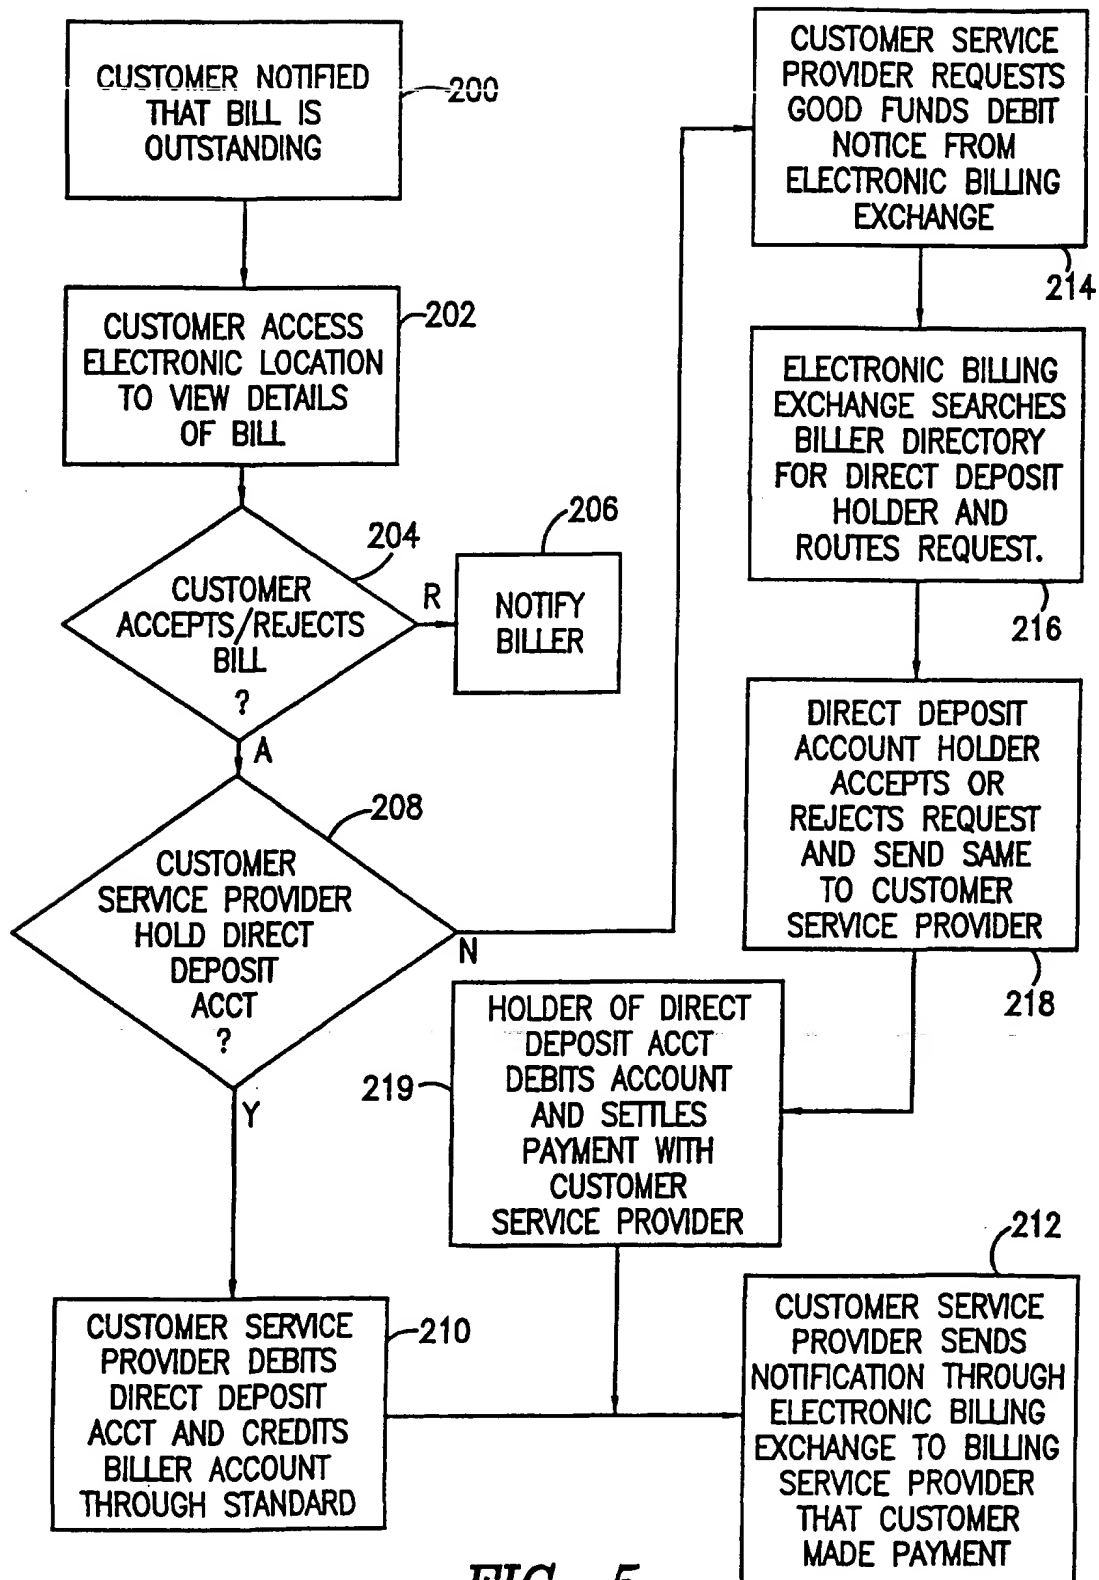 CUSTOMER NOTIFIED
THAT BILL IS
OUTSTANDING
200
CUSTOMER ACCESS
ELECTRONIC LOCATION
TO VIEW DETAILS
OF BILL
202
CUSTOMER
ACCEPTS/REJECTS
BILL
?
204
R
NOTIFY
BILLER
206
A
CUSTOMER
SERVICE PROVIDER
HOLD DIRECT
DEPOSIT
ACCT
?
208
N
Y
CUSTOMER SERVICE
PROVIDER DEBITS
DIRECT DEPOSIT
ACCT AND CREDITS
BILLER ACCOUNT
THROUGH STANDARD
210
CUSTOMER SERVICE
PROVIDER REQUESTS
GOOD FUNDS DEBIT
NOTICE FROM
ELECTRONIC BILLING
EXCHANGE
214
ELECTRONIC BILLING
EXCHANGE SEARCHES
BILLER DIRECTORY
FOR DIRECT DEPOSIT
HOLDER AND
ROUTES REQUEST.
216
DIRECT DEPOSIT
ACCOUNT HOLDER
ACCEPTS OR
REJECTS REQUEST
AND SEND SAME
TO CUSTOMER
SERVICE PROVIDER
218
HOLDER OF DIRECT
DEPOSIT ACCT
DEBITS ACCOUNT
AND SETTLES
PAYMENT WITH
CUSTOMER
SERVICE PROVIDER
219
CUSTOMER SERVICE
PROVIDER SENDS
NOTIFICATION THROUGH
ELECTRONIC BILLING
EXCHANGE TO BILLING
SERVICE PROVIDER
THAT CUSTOMER
MADE PAYMENT
212
FIG. 5